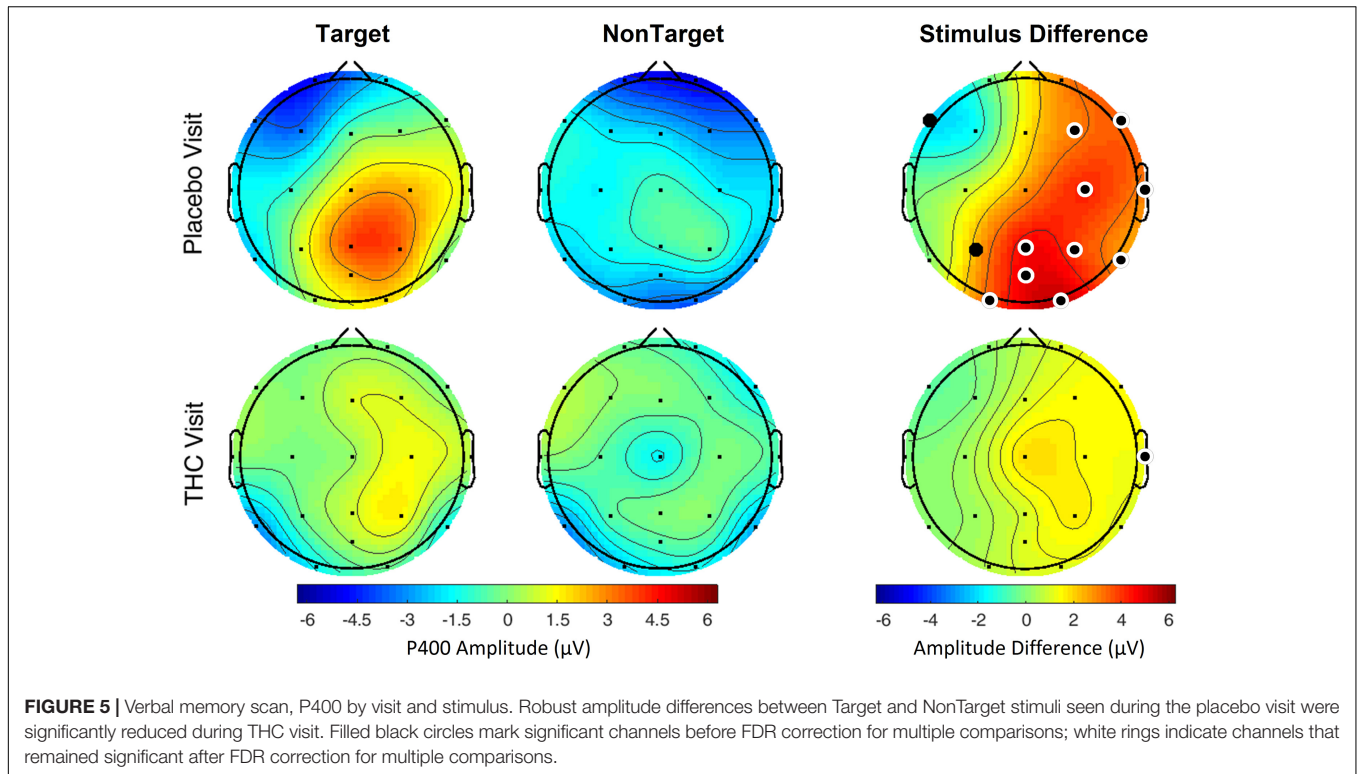 Target NonTarget Stimulus Difference
Placebo Visit
THC Visit
-6 -4.5 -3 -1.5 0 1.5 3 4.5 6
P400 Amplitude (µV)
-6 -4 -2 0 2 4 6
Amplitude Difference (µV)
FIGURE 5 | Verbal memory scan, P400 by visit and stimulus. Robust amplitude differences between Target and NonTarget stimuli seen during the placebo visit were
significantly reduced during THC visit. Filled black circles mark significant channels before FDR correction for multiple comparisons; white rings indicate channels that
remained significant after FDR correction for multiple comparisons.